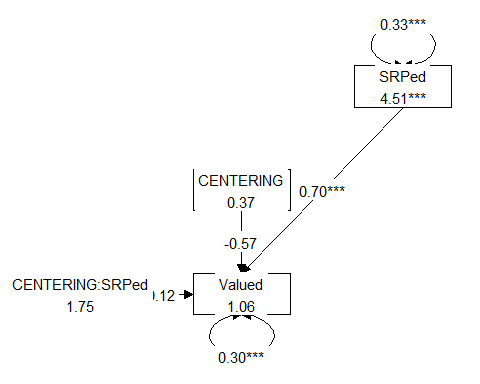 0.33***
SRPed
4.51***
CENTERING
0.37
0.70***
-0.57
CENTERING:SRPed
1.75
0.12
Valued
1.06
0.30***